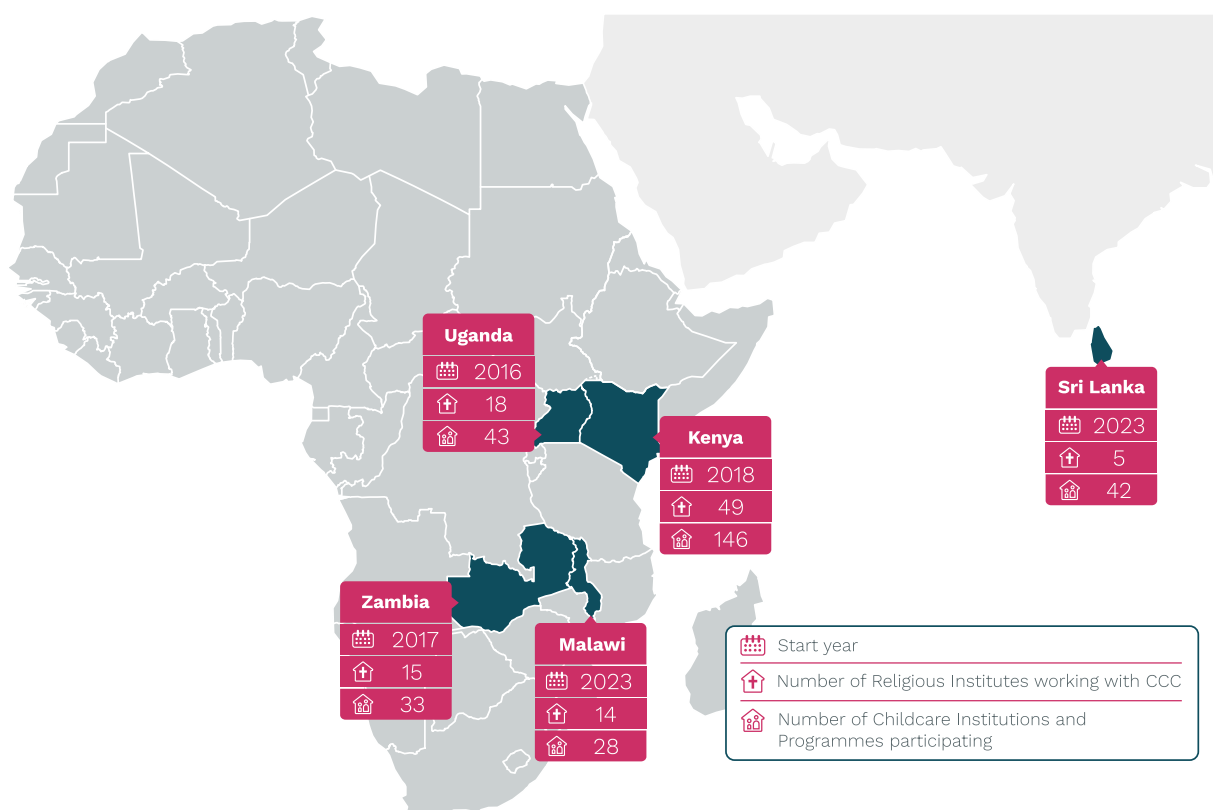 Uganda
2016
18
43
Kenya
2018
49
146
Sri Lanka
2023
5
42
Zambia
2017
15
33
Malawi
2023
14
28
Start year
Number of Religious Institutes working with CCC
Number of Childcare Institutions and
Programmes participating